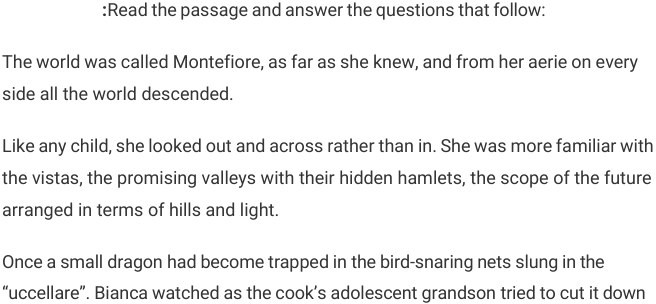 :Read the passage and answer the questions that follow:
The world was called Montefiore, as far as she knew, and from her aerie on every
side all the world descended.
Like any child, she looked out and across rather than in. She was more familiar with
the vistas, the promising valleys with their hidden hamlets, the scope of the future
arranged in terms of hills and light.
Once a small dragon had become trapped in the bird-snaring nets slung in the
“uccellare”. Bianca watched as the cook’s adolescent grandson tried to cut it down